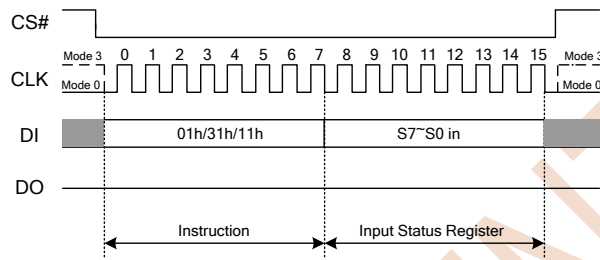 CS#
Mode 3 0 1 2 3 4 5 6 7 8 9 10 11 12 13 14 15 Mode 3
CLK
Mode 0 Mode 0
DI 01h/31h/11h S7~S0 in
DO
Instruction Input Status Register